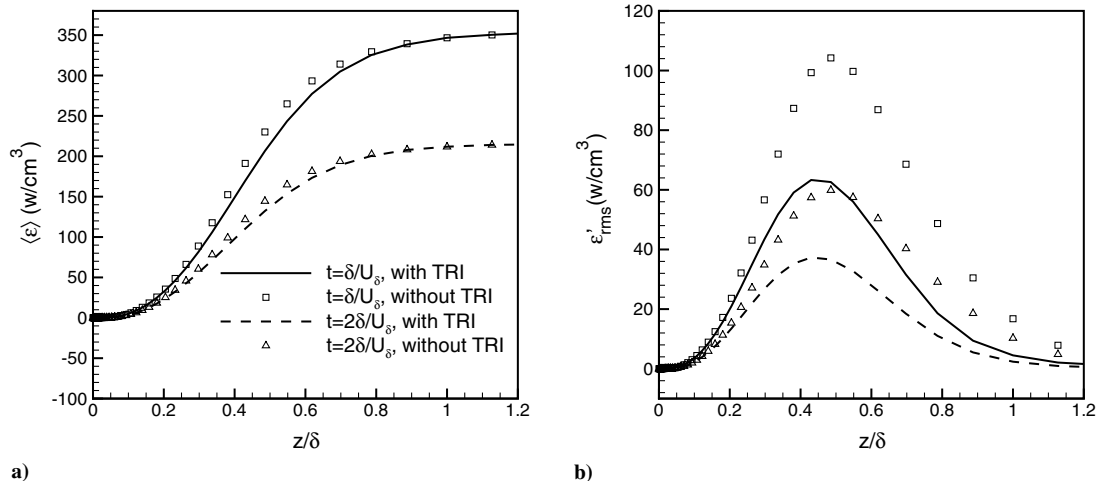 350
300
250
200
150
100
50
0
-50
-100
⟨ε⟩ (w/cm³)
0 0.2 0.4 0.6 0.8 1 1.2
z/δ
t=δ/U_δ, with TRI
t=δ/U_δ, without TRI
t=2δ/U_δ, with TRI
t=2δ/U_δ, without TRI
a)
120
100
80
60
40
20
0
ε'rms(w/cm³)
0 0.2 0.4 0.6 0.8 1 1.2
z/δ
b)